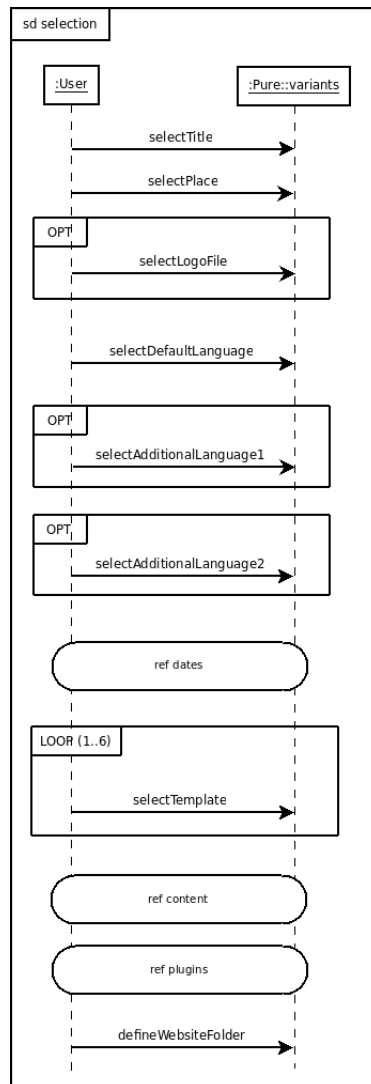 sd selection
:User
:Pure::variants
selectTitle
selectPlace
OPT
selectLogoFile
selectDefaultLanguage
OPT
selectAdditionalLanguage1
OPT
selectAdditionalLanguage2
ref dates
LOOP (1..6)
selectTemplate
ref content
ref plugins
defineWebsiteFolder